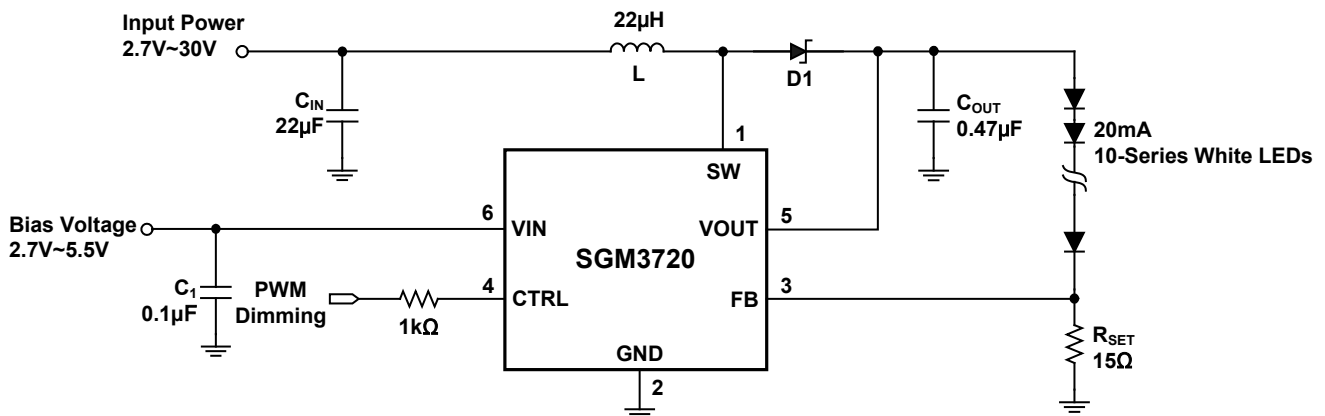 Input Power
2.7V~30V
22µH
L
D1
C_IN
22µF
C_OUT
0.47µF
20mA
10-Series White LEDs
1
SW
Bias Voltage
2.7V~5.5V
6
VIN
VOUT
5
SGM3720
C_1
0.1µF
PWM
Dimming
1kΩ
4
CTRL
FB
3
GND
2
R_SET
15Ω